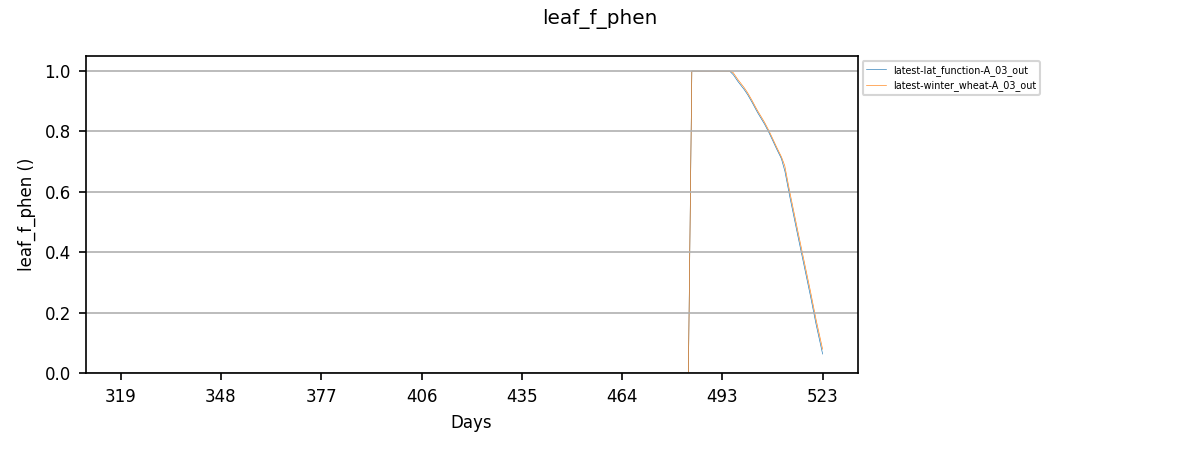 leaf_f_phen
1.0
0.8
0.6
0.4
0.2
0.0
leaf_f_phen ()
319 348 377 406 435 464 493 523
Days
latest-lat_function-A_03_out
latest-winter_wheat-A_03_out